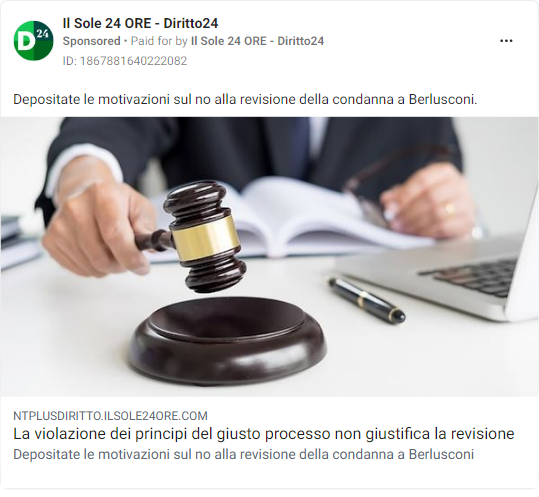 Il Sole 24 ORE - Diritto24
Sponsored • Paid for by Il Sole 24 ORE - Diritto24
ID: 1867881640222082
D24
Depositate le motivazioni sul no alla revisione della condanna a Berlusconi.
NTPLUSDIRITTO.ILSOLE24ORE.COM
La violazione dei principi del giusto processo non giustifica la revisione
Depositate le motivazioni sul no alla revisione della condanna a Berlusconi